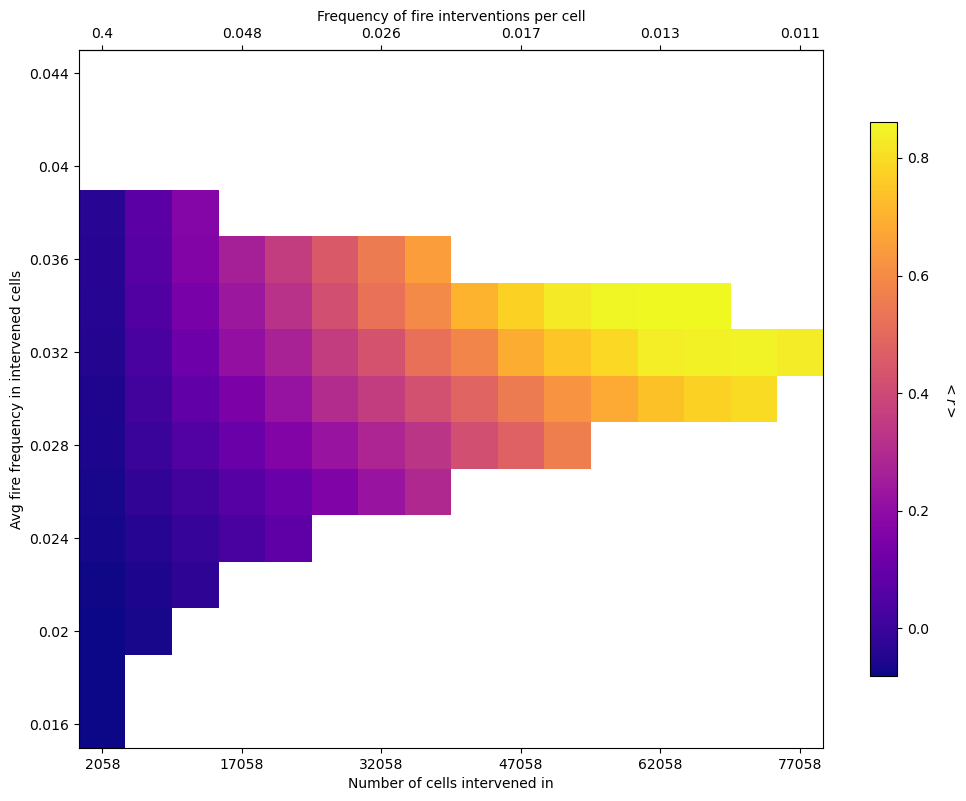 Frequency of fire interventions per cell
0.4 0.048 0.026 0.017 0.013 0.011
Avg fire frequency in intervened cells
0.044
0.04
0.036
0.032
0.028
0.024
0.02
0.016
2058 17058 32058 47058 62058 77058
Number of cells intervened in
0.8
0.6
0.4
0.2
0.0
< r >